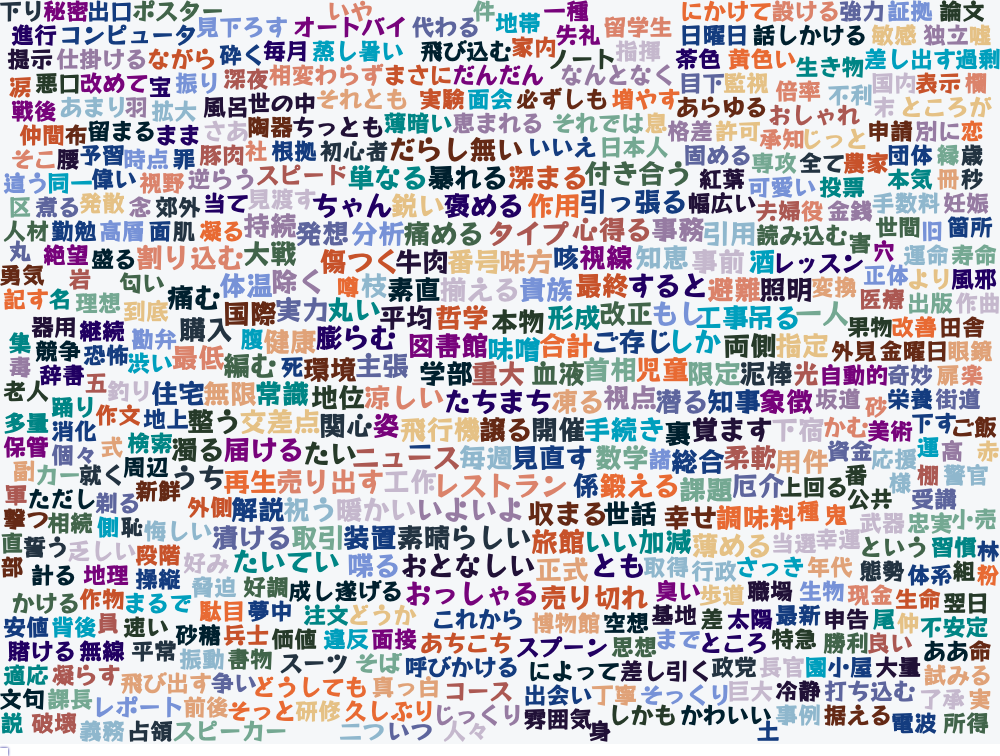 下り 秘密 出口 ポスター いや 件 一種 にかけて 設ける 強力 証拠 論文
進行 コンピュータ 見下ろす オートバイ 代わる 地帯 失礼 留学生 日曜日 話しかける 敏感 独立 嘘
提示 仕掛ける ながら 砕く 毎月 蒸し暑い 飛び込む 家内 ノート 指揮 茶色 黄色い 生き物 差し出す 過剰
涙 悪口 改めて 宝 振り 深夜 相変わらず まさに だんだん なんとなく 目下 監視 倍率 不利 国内 表示 欄
戦後 あまり 羽 拡大 風呂 世の中 それとも 実験 面会 必ずしも 増やす あらゆる おしゃれ 末 ところが
仲間 布 留まる まま さあ 陶器 ちっとも 薄暗い 恵まれる それでは 息 格差 許可 承知 じっと 申請 別に 恋
そこ 腰 予習 時点 罪 豚肉 社 根拠 初心者 だらし無い いいえ 日本人 固める 専攻 全て 農家 団体 緑 歳
違う 同一 偉い 視野 逆らう スピード 単なる 暴れる 深まる 付き合う 紅葉 可愛い 投票 本気 冊 秒
区 煮る 発散 念 郊外 当て 見渡す ちゃん 鋭い 褒める 作用 引っ張る 幅広い 夫婦 役 金銭 手数料 妊娠
人材 勤勉 高層 面 肌 凝る 持続 発想 分析 痛める タイプ 心得る 事務 引用 読み込む 害 世間 旧 箇所
丸 絶望 盛る 割り込む 大戦 傷つく 牛肉 番号 味方 咳 視線 知恵 事前 酒 レッスン 穴 運命 寿命
勇気 岩 匂い 体温 除く 噂 枝 素直 揃える 貴族 最終 すると 避難 照明 変換 正体 より 風邪
記す 名 理想 到底 痛む 国際 実力 丸い 平均 哲学 本物 形成 改正 もし 工事 吊る 一人 医療 出版 作曲
器用 継続 勘弁 購入 腹 健康 膨らむ 図書館 味噌 合計 ご存じ しか 両側 指定 果物 改善 田舎
集 競争 恐怖 渋い 最低 編む 死 環境 主張 学部 重大 血液 首相 児童 限定 泥棒 光 自動的 外見 金曜日 眼鏡
毒 辞書 五 釣り 住宅 無限 常識 地位 涼しい たちまち 凍る 視点 潜る 知事 象徴 坂道 砂 栄養 街道 奇妙 扉 楽
老人 踊り 作文 地上 整う 交差点 関心 姿 飛行機 譲る 開催 手続き 裏 覚ます 下宿 かむ 美術 下す ご飯
多量 消化 式 検索 濁る 届ける たい ニュース 毎週 見直す 数学 諸 総合 柔軟 用件 資金 応援 運 高 赤
保管 個々 就く 周辺 うち 再生 売り出す 工作 レストラン 係 鍛える 課題 厄介 上回る 番 様 棚 警官
副 カー 新鮮 外側 解説 祝う 暖かい いよいよ 収まる 世話 幸せ 調味料 種 鬼 公共 受講
軍 ただし 剃る 側 恥 悔しい 漬ける 取引 装置 素晴らしい 旅館 いい加減 薄める 当選 幸運 武器 忠実 小売
撃つ 相続 段階 好み たいてい 喋る おとなしい 正式 とも 取得 行政 さっき 年代 という 習慣 林
直 誓う 乏しい 操縦 脅迫 好調 成し遂げる おっしゃる 売り切れ 臭い 歩道 職場 生物 現金 態勢 体系 組 粉
部 計る 地理 まるで 駄目 夢中 注文 どうか これから 博物館 空想 基地 差 太陽 最新 申告 生命 翌日
かける 作物 員 速い 砂糖 兵士 価値 違反 面接 あちこち スプーン 思想 まで ところ 特急 勝利 尾 仲 不安定
安値 背後 平常 振動 書物 スーツ そば 呼びかける によって 差し引く 政党 長官 園 小屋 良い 大量 ああ 命
賭ける 無線 飛び出す 争い どうしても 真っ白 コース 出会い 丁寧 そっくり 巨大 冷静 打ち込む 試みる
適応 凝らす レポート 前後 そっと 研修 久しぶり じっくり 雰囲気 しかも かわいい 事例 据える 了承 実
文句 課長 義務 占領 スピーカー 二つ いつ 人々 身 土 電波 所得
説 破壊